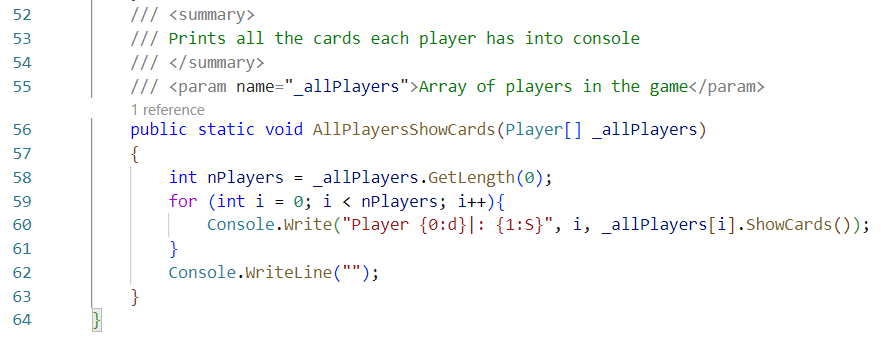 52 /// <summary>
53 /// Prints all the cards each player has into console
54 /// </summary>
55 /// <param name="_allPlayers">Array of players in the game</param>
1 reference
56 public static void AllPlayersShowCards(Player[] _allPlayers)
57 {
58 int nPlayers = _allPlayers.GetLength(0);
59 for (int i = 0; i < nPlayers; i++){
60 Console.Write("Player {0:d}|: {1:S}", i, _allPlayers[i].ShowCards());
61 }
62 Console.WriteLine("");
63 }
64 }